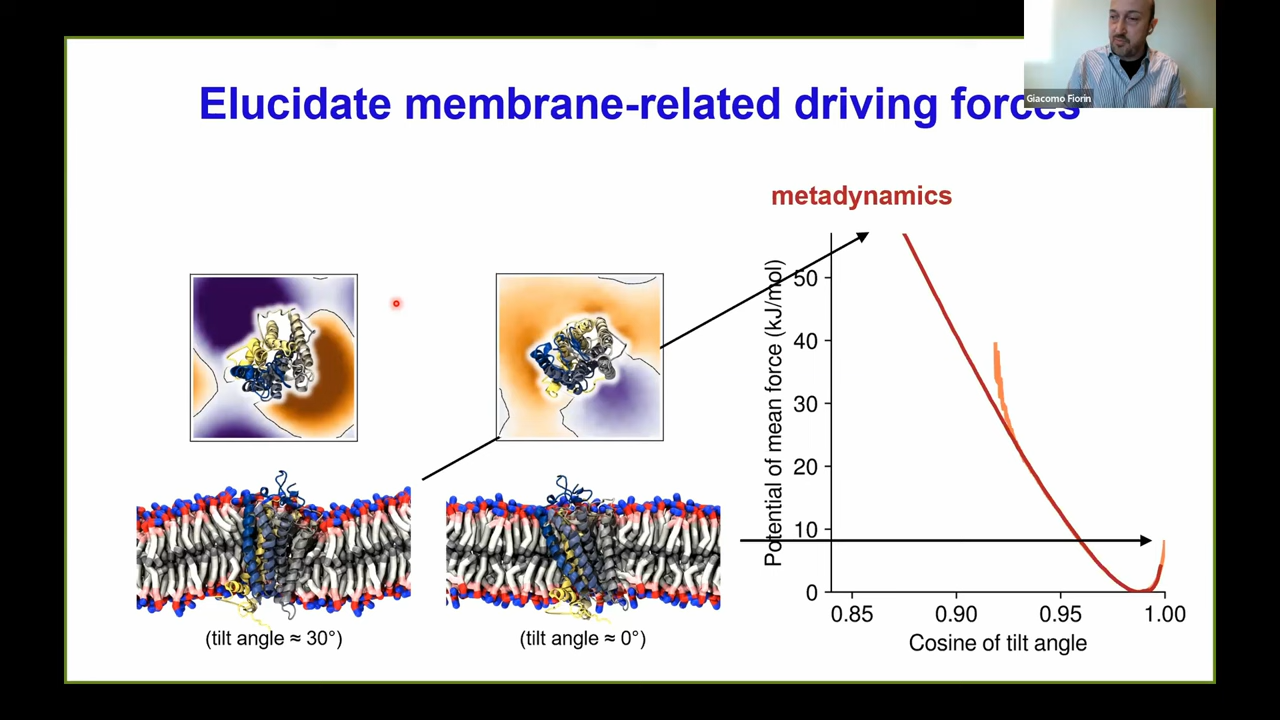 Elucidate membrane-related driving forces
Giacomo Fiorin
metadynamics
Potential of mean force (kJ/mol)
50
40
30
20
10
0
0.85 0.90 0.95 1.00
Cosine of tilt angle
(tilt angle ≈ 30°)
(tilt angle ≈ 0°)